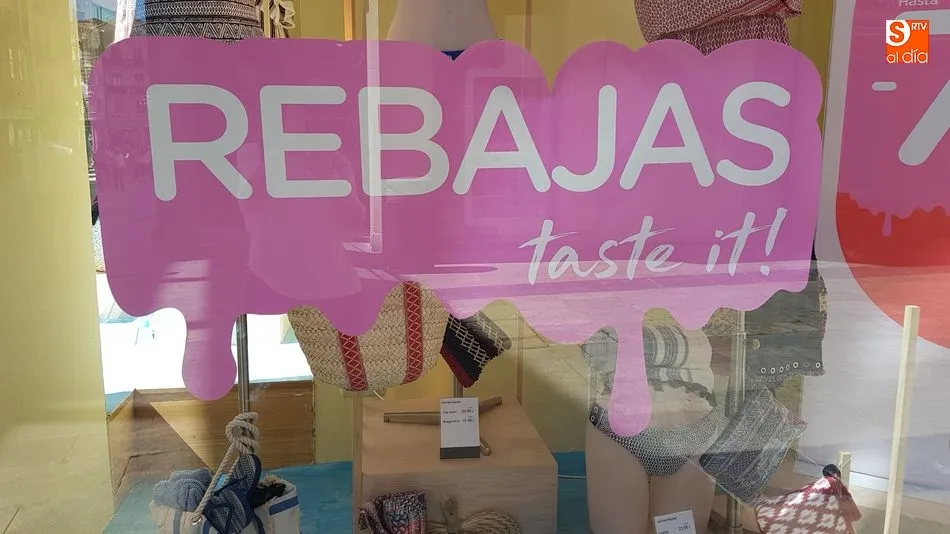 Hasta
S RTV
al día
REBAJAS
taste it!